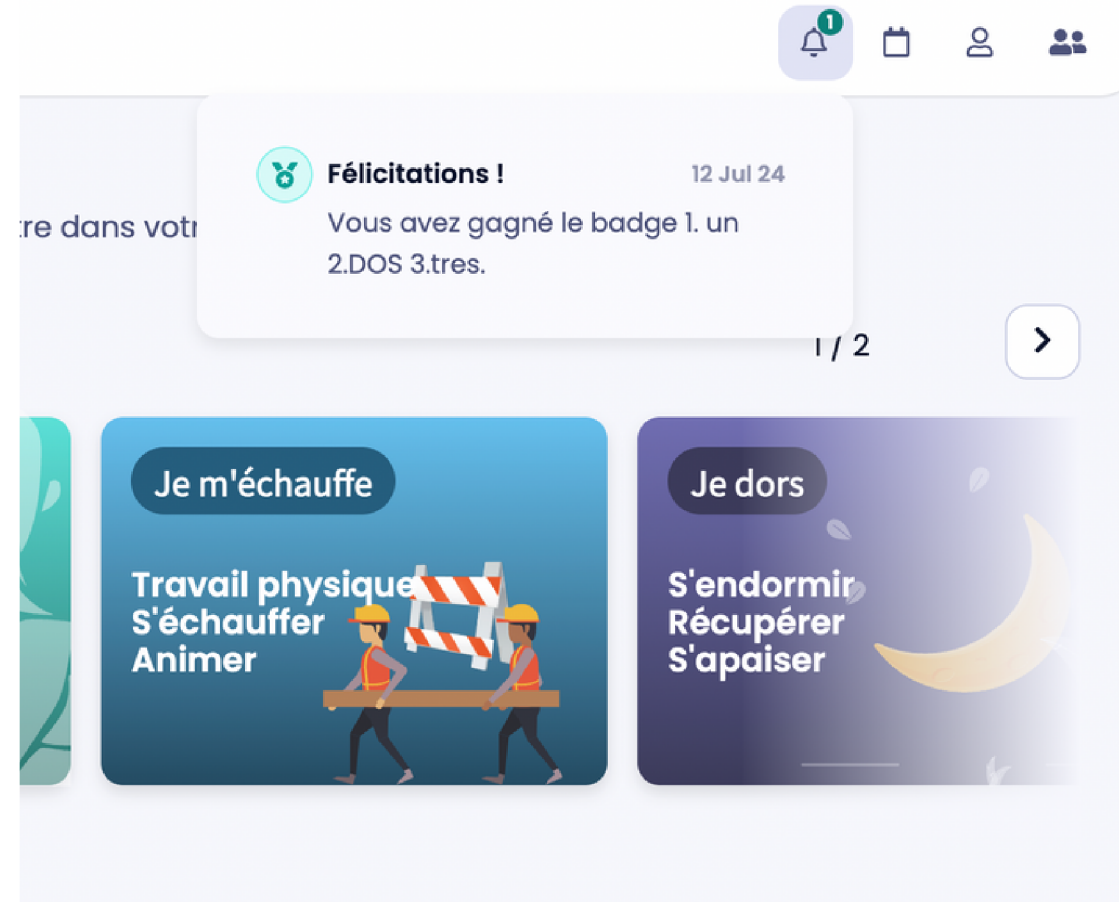 1
Félicitations !
12 Jul 24
Vous avez gagné le badge 1. un
2.DOS 3.tres.
tre dans votr
1 / 2
Je m'échauffe
Travail physique
S'échauffer
Animer
Je dors
S'endormir
Récupérer
S'apaiser